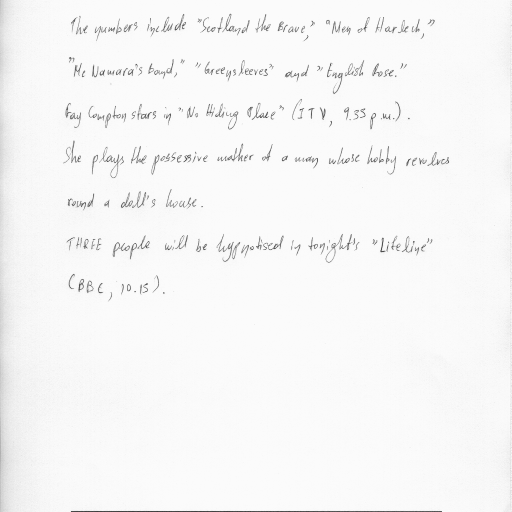 The numbers include "Scotland the Brave," "Men of Harlech,"
"Mc Namara's Band," "Greensleeves" and "English Rose."
Fay Compton stars in "No Hiding Place" (ITV, 9.35 p.m.).
She plays the possessive mother of a man whose hobby revolves
round a doll's house.
THREE people will be hypnotised in tonight's "Lifeline"
(BBC, 10.15).